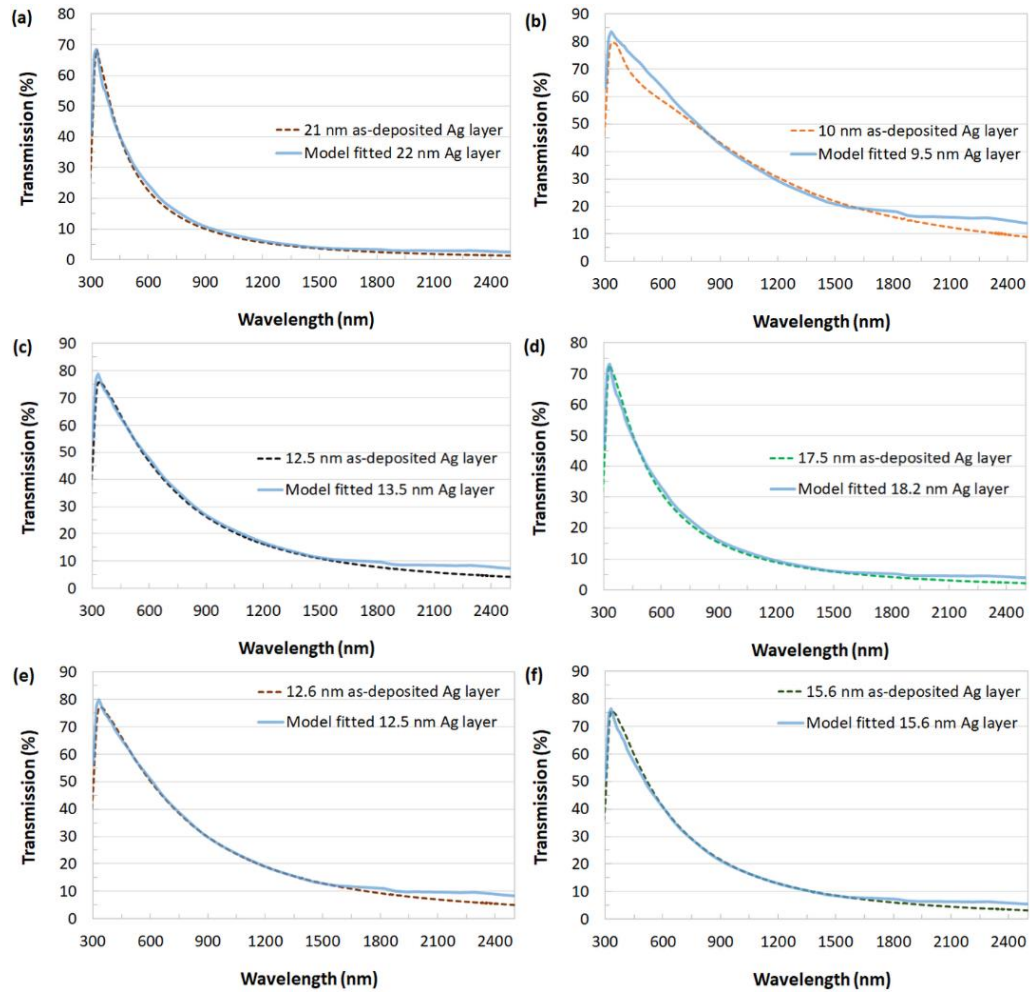 (a)
80
70
60
50
40
30
20
10
0
Transmission (%)
21 nm as-deposited Ag layer
Model fitted 22 nm Ag layer
300 600 900 1200 1500 1800 2100 2400
Wavelength (nm)
(b)
90
80
70
60
50
40
30
20
10
0
Transmission (%)
10 nm as-deposited Ag layer
Model fitted 9.5 nm Ag layer
300 600 900 1200 1500 1800 2100 2400
Wavelength (nm)
(c)
90
80
70
60
50
40
30
20
10
0
Transmission (%)
12.5 nm as-deposited Ag layer
Model fitted 13.5 nm Ag layer
300 600 900 1200 1500 1800 2100 2400
Wavelength (nm)
(d)
80
70
60
50
40
30
20
10
0
Transmission (%)
17.5 nm as-deposited Ag layer
Model fitted 18.2 nm Ag layer
300 600 900 1200 1500 1800 2100 2400
Wavelength (nm)
(e)
90
80
70
60
50
40
30
20
10
0
Transmission (%)
12.6 nm as-deposited Ag layer
Model fitted 12.5 nm Ag layer
300 600 900 1200 1500 1800 2100 2400
Wavelength (nm)
(f)
90
80
70
60
50
40
30
20
10
0
Transmission (%)
15.6 nm as-deposited Ag layer
Model fitted 15.6 nm Ag layer
300 600 900 1200 1500 1800 2100 2400
Wavelength (nm)